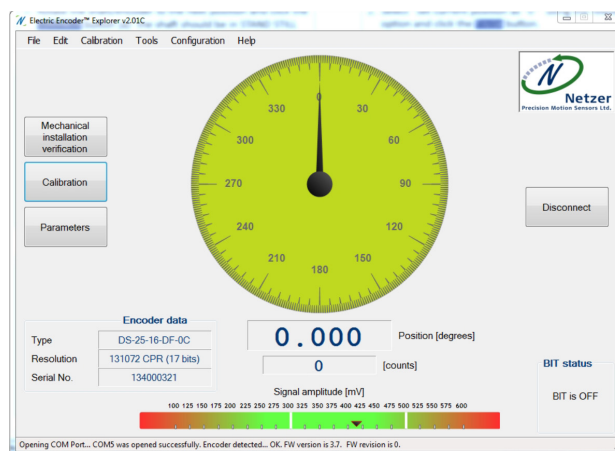 Electric Encoder™ Explorer v2.01C
File Edit Calibration Tools Configuration Help
Netzer
Precision Motion Sensors Ltd.
Mechanical
installation
verification
Calibration
Parameters
0
30
60
90
120
150
180
210
240
270
300
330
Disconnect
Encoder data
Type DS-25-16-DF-0C
Resolution 131072 CPR (17 bits)
Serial No. 134000321
0.000 Position [degrees]
0 [counts]
Signal amplitude [mV]
100 125 150 175 200 225 250 275 300 325 350 375 400 425 450 475 500 525 550 575 600
BIT status
BIT is OFF
Opening COM Port... COM5 was opened successfully. Encoder detected... OK. FW version is 3.7. FW revision is 0.